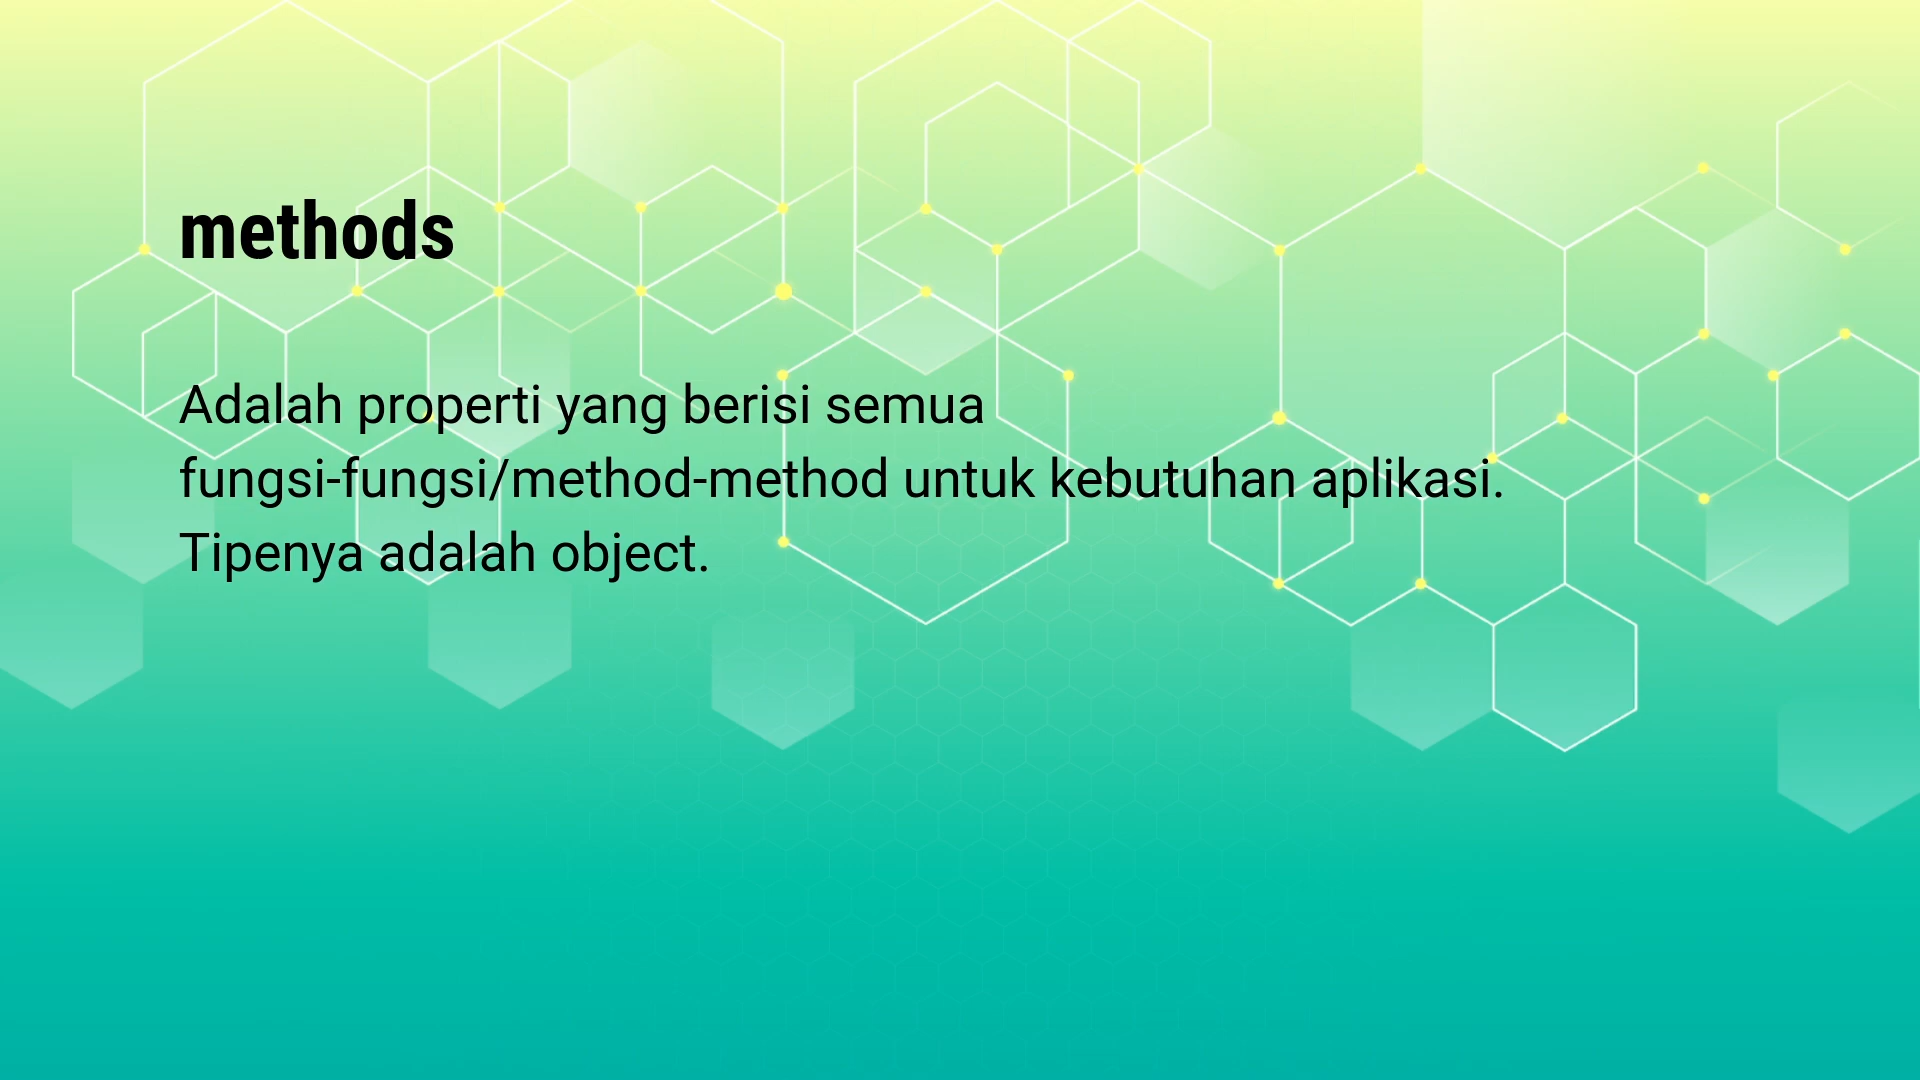 methods
Adalah properti yang berisi semua
fungsi-fungsi/method-method untuk kebutuhan aplikasi.
Tipenya adalah object.